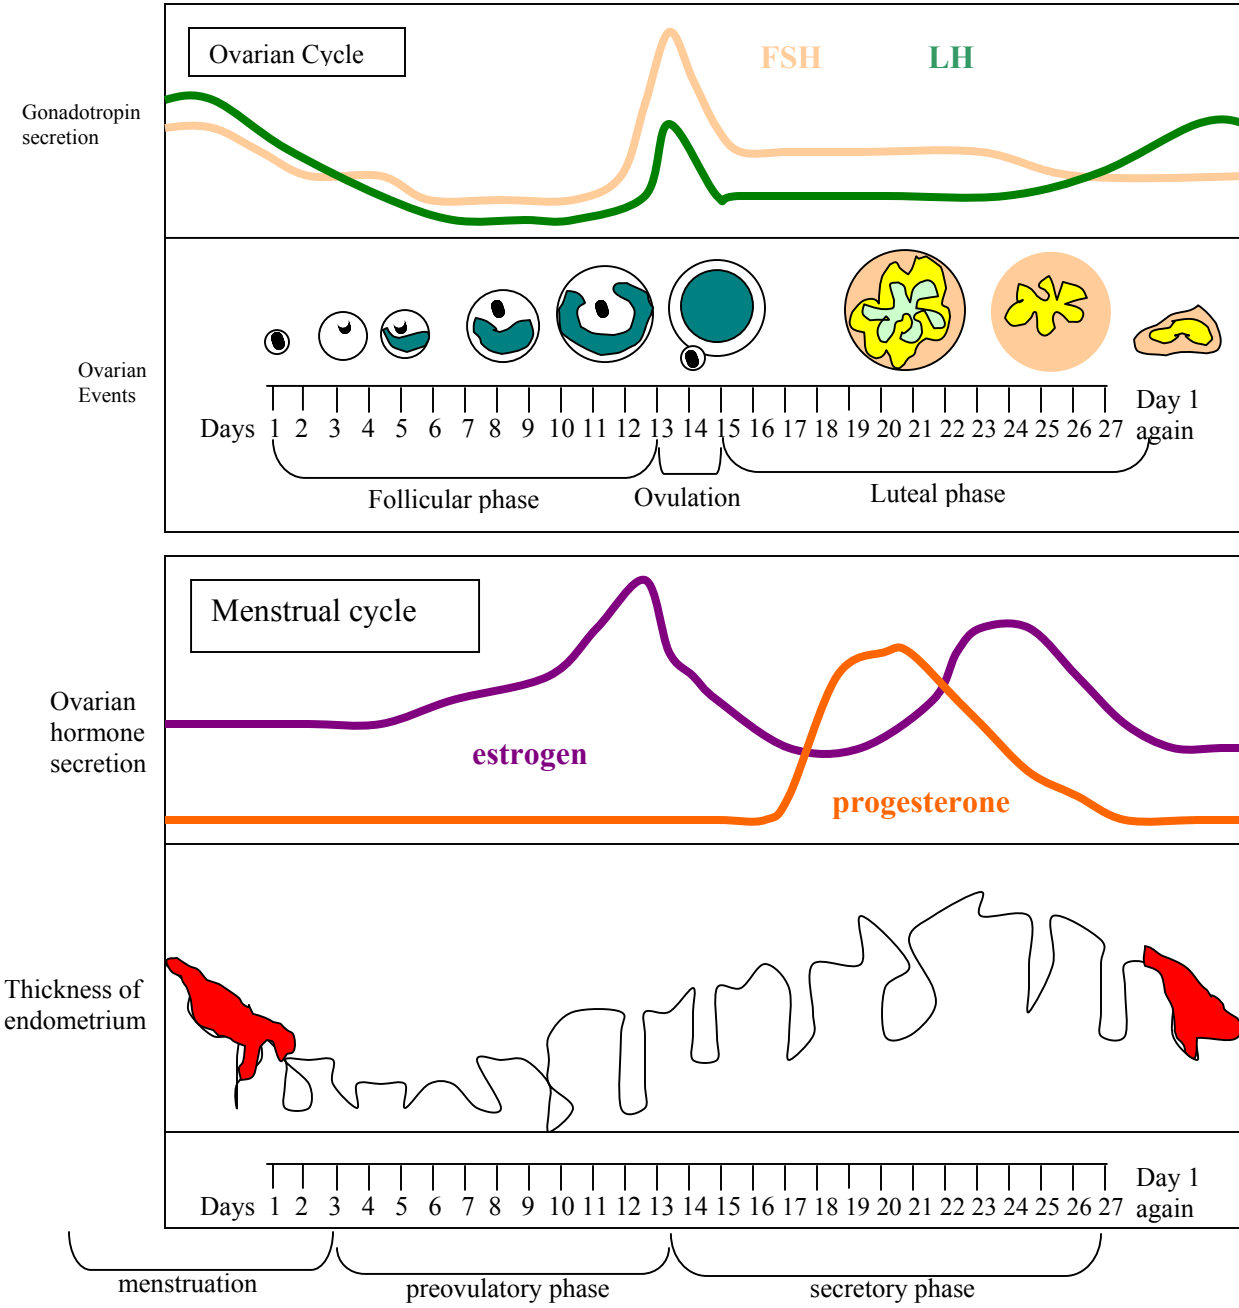 Ovarian Cycle
FSH
LH
Gonadotropin
secretion
Ovarian
Events
Days 1 2 3 4 5 6 7 8 9 10 11 12 13 14 15 16 17 18 19 20 21 22 23 24 25 26 27
Day 1
again
Follicular phase
Ovulation
Luteal phase
Menstrual cycle
Ovarian
hormone
secretion
estrogen
progesterone
Thickness of
endometrium
Days 1 2 3 4 5 6 7 8 9 10 11 12 13 14 15 16 17 18 19 20 21 22 23 24 25 26 27
Day 1
again
menstruation
preovulatory phase
secretory phase